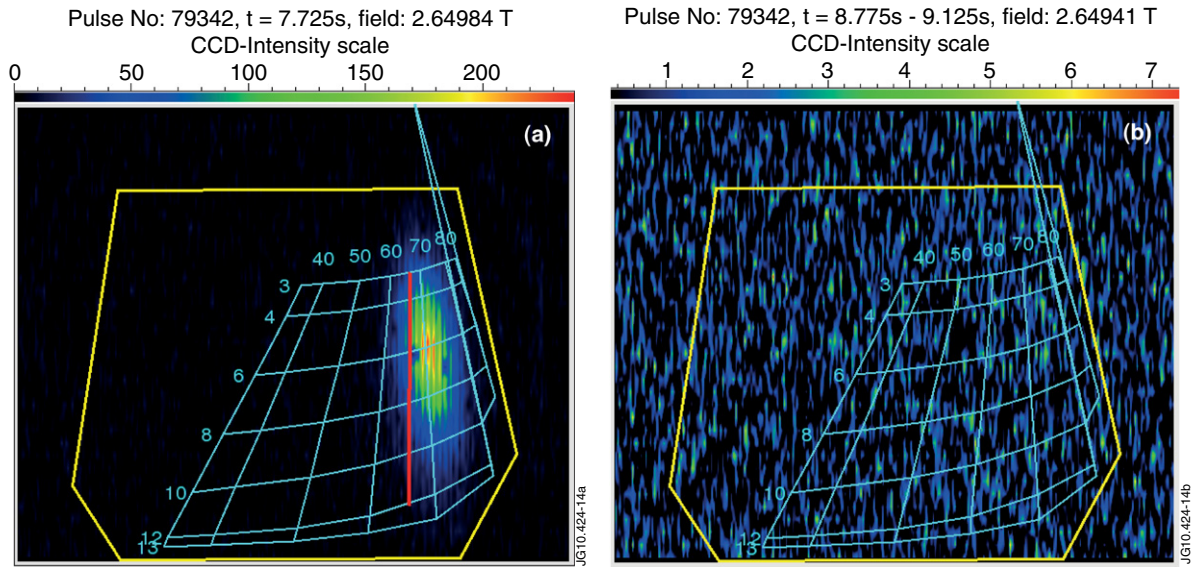 Pulse No: 79342, t = 7.725s, field: 2.64984 T
CCD-Intensity scale
0 50 100 150 200
(a)
40 50 60 70 80
3
4
6
8
10
12
13
JG10.424-14a
Pulse No: 79342, t = 8.775s - 9.125s, field: 2.64941 T
CCD-Intensity scale
1 2 3 4 5 6 7
(b)
40 50 60 70 80
3
4
6
8
10
12
13
JG10.424-14b